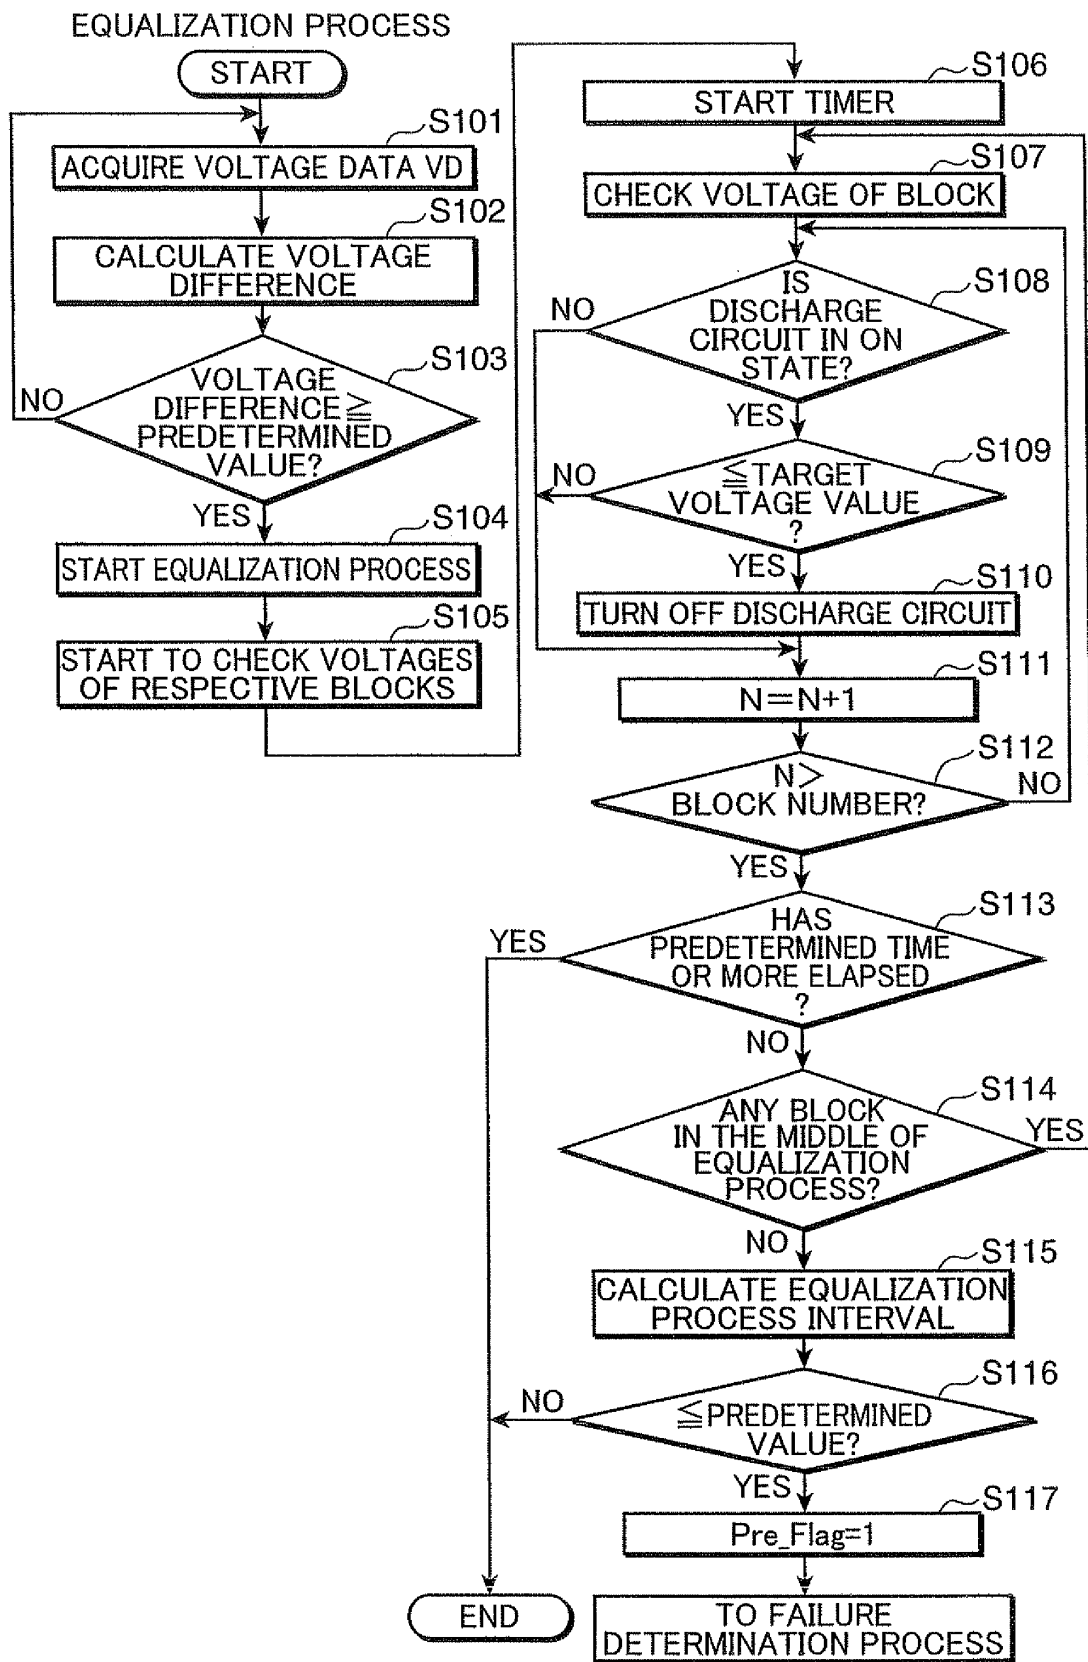 EQUALIZATION PROCESS
START
S101
ACQUIRE VOLTAGE DATA VD
S102
CALCULATE VOLTAGE
DIFFERENCE
S103
VOLTAGE
DIFFERENCE≧
PREDETERMINED
VALUE?
NO
YES
S104
START EQUALIZATION PROCESS
S105
START TO CHECK VOLTAGES
OF RESPECTIVE BLOCKS
S106
START TIMER
S107
CHECK VOLTAGE OF BLOCK
S108
IS
DISCHARGE
CIRCUIT IN ON
STATE?
NO
YES
S109
≦TARGET
VOLTAGE VALUE
?
NO
YES
S110
TURN OFF DISCHARGE CIRCUIT
S111
N=N+1
S112
N>
BLOCK NUMBER?
NO
YES
S113
HAS
PREDETERMINED TIME
OR MORE ELAPSED
?
YES
NO
S114
ANY BLOCK
IN THE MIDDLE OF
EQUALIZATION
PROCESS?
YES
NO
S115
CALCULATE EQUALIZATION
PROCESS INTERVAL
S116
≦PREDETERMINED
VALUE?
NO
YES
S117
Pre_Flag=1
END
TO FAILURE
DETERMINATION PROCESS